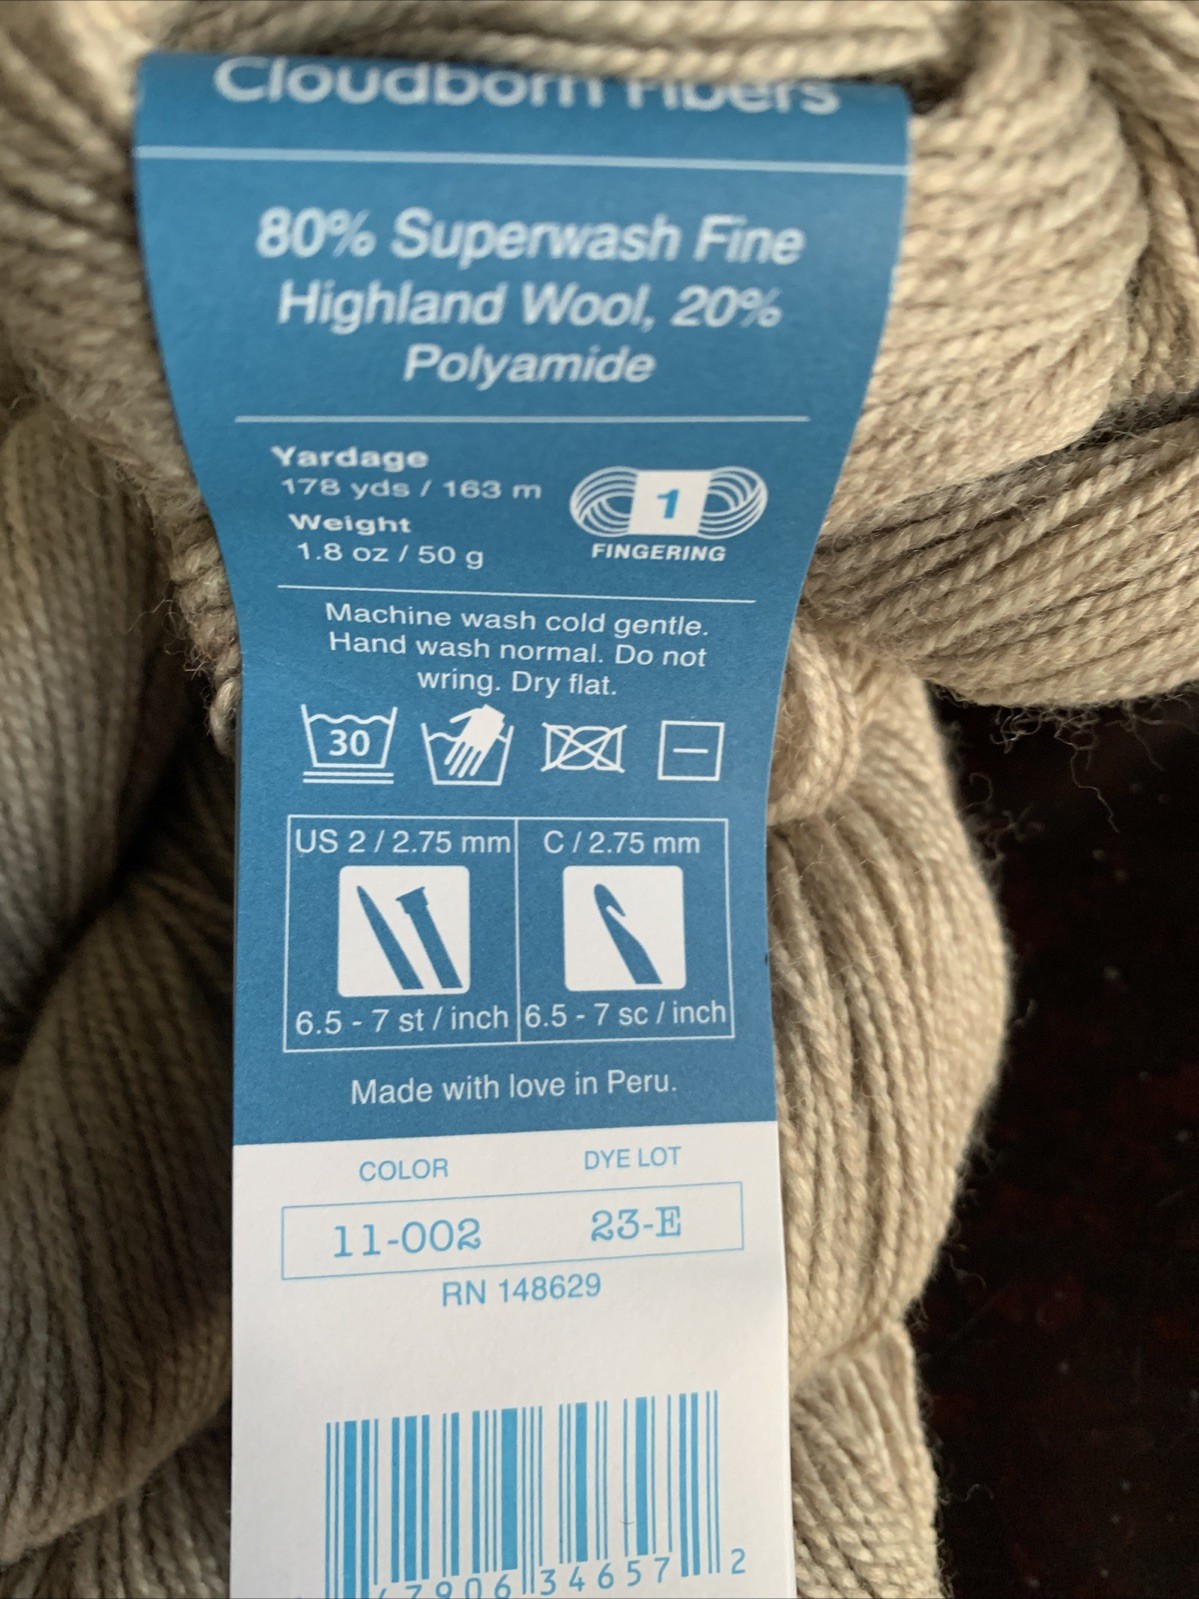 Cloudborn Fibers
80% Superwash Fine
Highland Wool, 20%
Polyamide
Yardage
178 yds / 163 m
Weight
1.8 oz / 50 g
1
FINGERING
Machine wash cold gentle.
Hand wash normal. Do not
wring. Dry flat.
30
US 2 / 2.75 mm
C / 2.75 mm
6.5 - 7 st / inch
6.5 - 7 sc / inch
Made with love in Peru.
COLOR
DYE LOT
11-002
23-E
RN 148629
34657 2